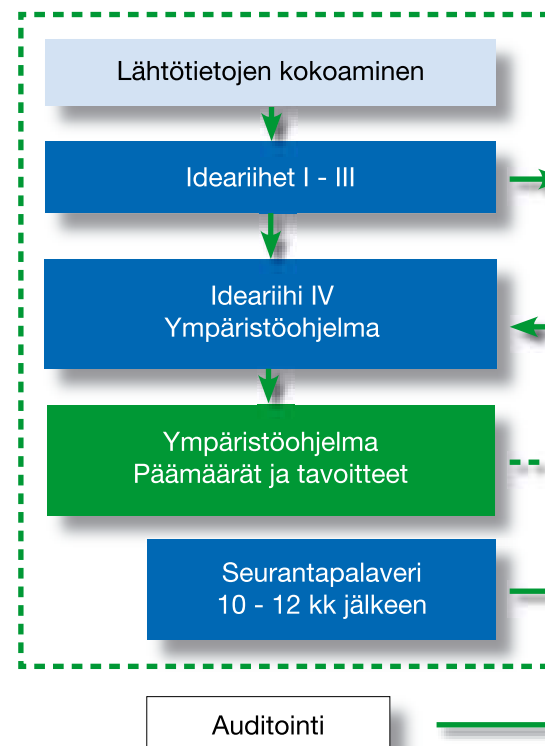 Lähtötietojen kokoaminen
Ideariihet I - III
Ideariihi IV
Ympäristöohjelma
Ympäristöohjelma
Päämäärät ja tavoitteet
Seurantapalaveri
10 - 12 kk jälkeen
Auditointi